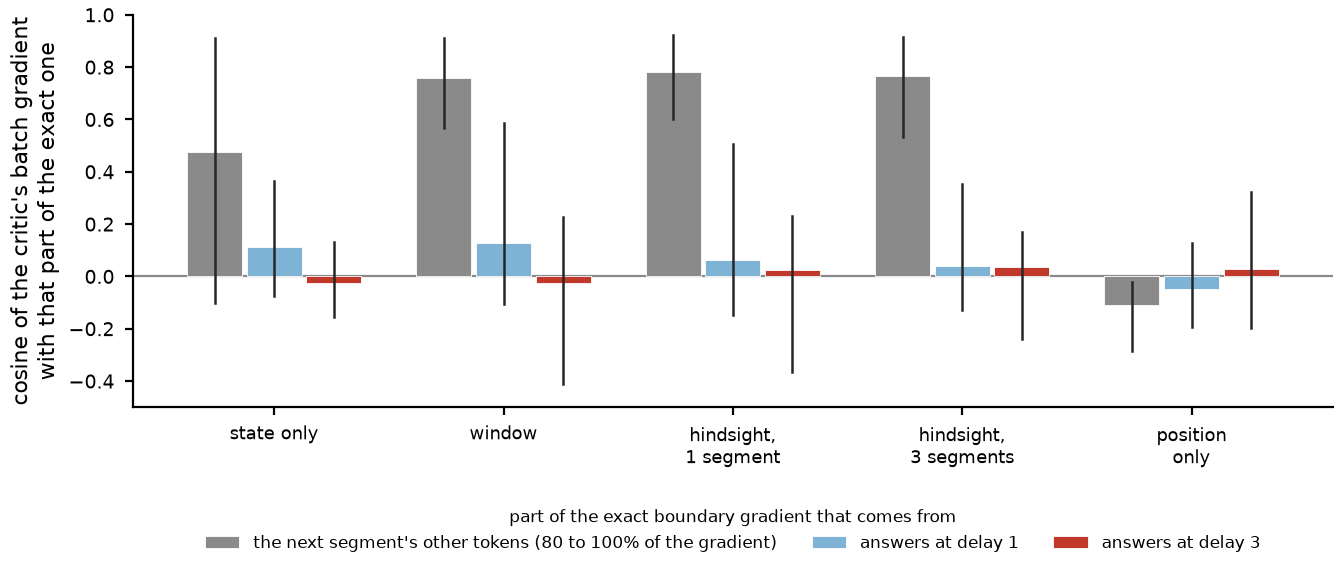 cosine of the critic's batch gradient
with that part of the exact one
1.0
0.8
0.6
0.4
0.2
0.0
−0.2
−0.4
state only
window
hindsight,
1 segment
hindsight,
3 segments
position
only
part of the exact boundary gradient that comes from
the next segment's other tokens (80 to 100% of the gradient)
answers at delay 1
answers at delay 3